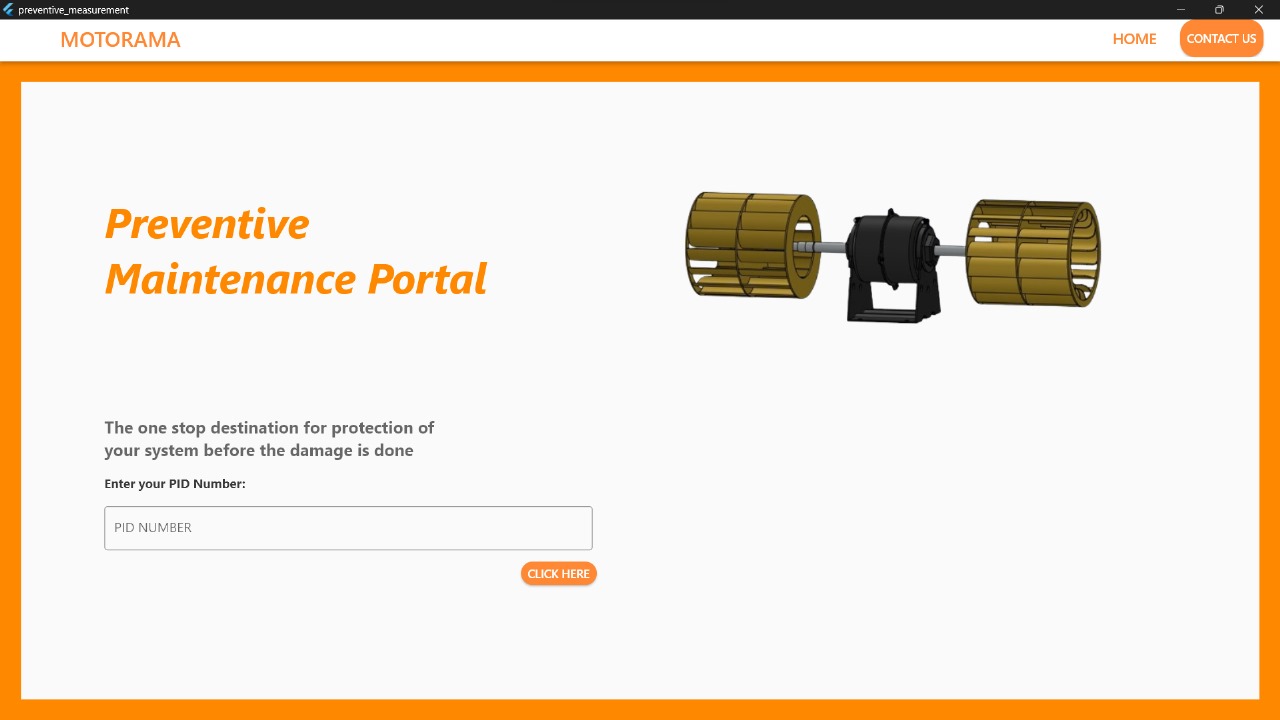 preventive_measurement
MOTORAMA
HOME
CONTACT US
Preventive
Maintenance Portal
The one stop destination for protection of
your system before the damage is done
Enter your PID Number:
PID NUMBER
CLICK HERE